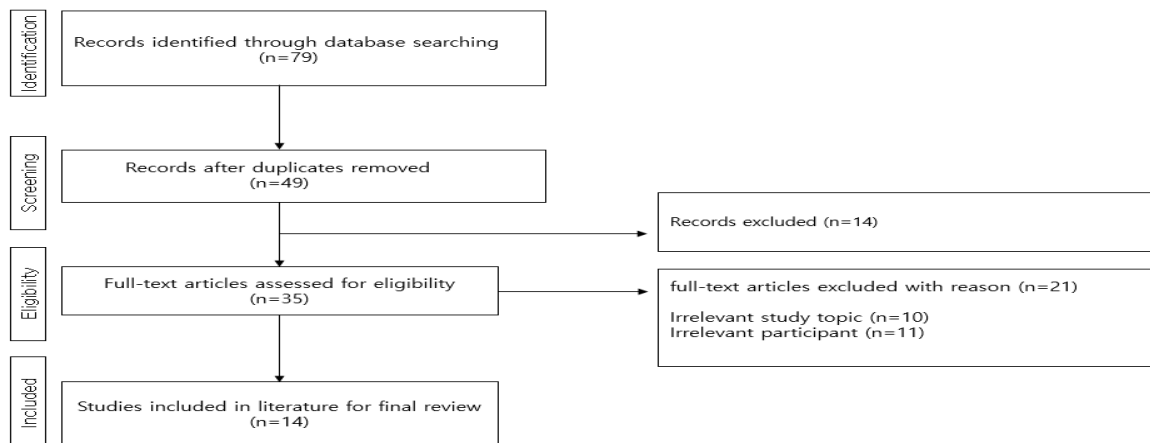 Identification
Records identified through database searching
(n=79)
Screening
Records after duplicates removed
(n=49)
Records excluded (n=14)
Eligibility
Full-text articles assessed for eligibility
(n=35)
full-text articles excluded with reason (n=21)
Irrelevant study topic (n=10)
Irrelevant participant (n=11)
Included
Studies included in literature for final review
(n=14)